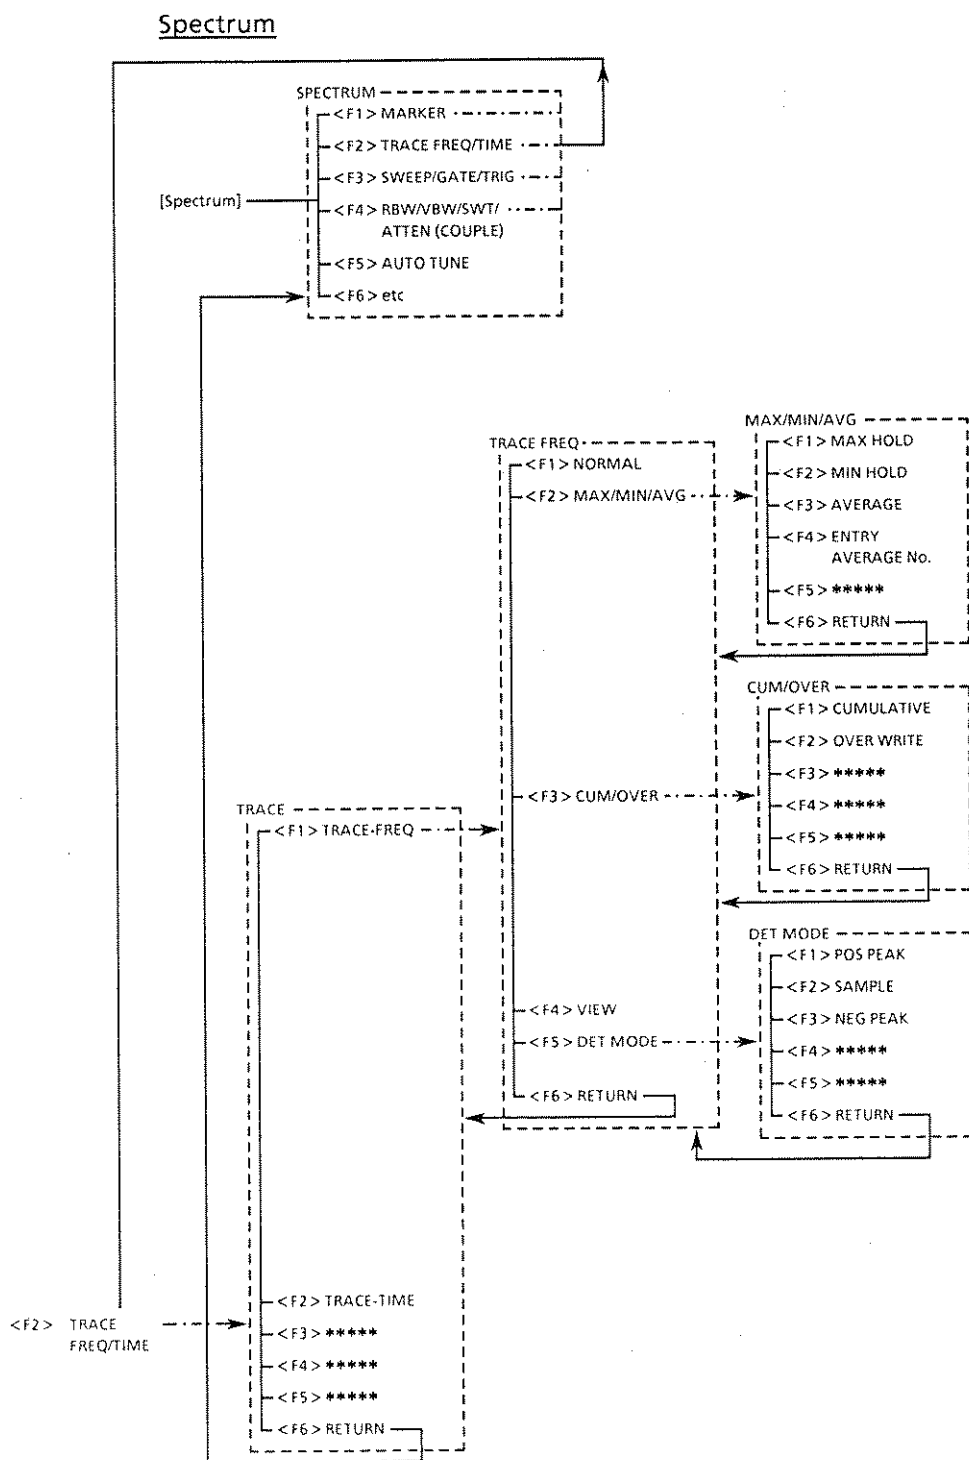 Spectrum
SPECTRUM
<F1> MARKER
<F2> TRACE FREQ/TIME
<F3> SWEEP/GATE/TRIG
[Spectrum]
<F4> RBW/VBW/SWT/
ATTEN (COUPLE)
<F5> AUTO TUNE
<F6> etc
MAX/MIN/AVG
<F1> MAX HOLD
<F2> MIN HOLD
<F3> AVERAGE
<F4> ENTRY
AVERAGE No.
<F5> *****
<F6> RETURN
TRACE FREQ
<F1> NORMAL
<F2> MAX/MIN/AVG
<F3> CUM/OVER
<F4> VIEW
<F5> DET MODE
<F6> RETURN
CUM/OVER
<F1> CUMULATIVE
<F2> OVER WRITE
<F3> *****
<F4> *****
<F5> *****
<F6> RETURN
DET MODE
<F1> POS PEAK
<F2> SAMPLE
<F3> NEG PEAK
<F4> *****
<F5> *****
<F6> RETURN
TRACE
<F1> TRACE-FREQ
<F2> TRACE-TIME
<F3> *****
<F4> *****
<F5> *****
<F6> RETURN
<F2> TRACE
FREQ/TIME